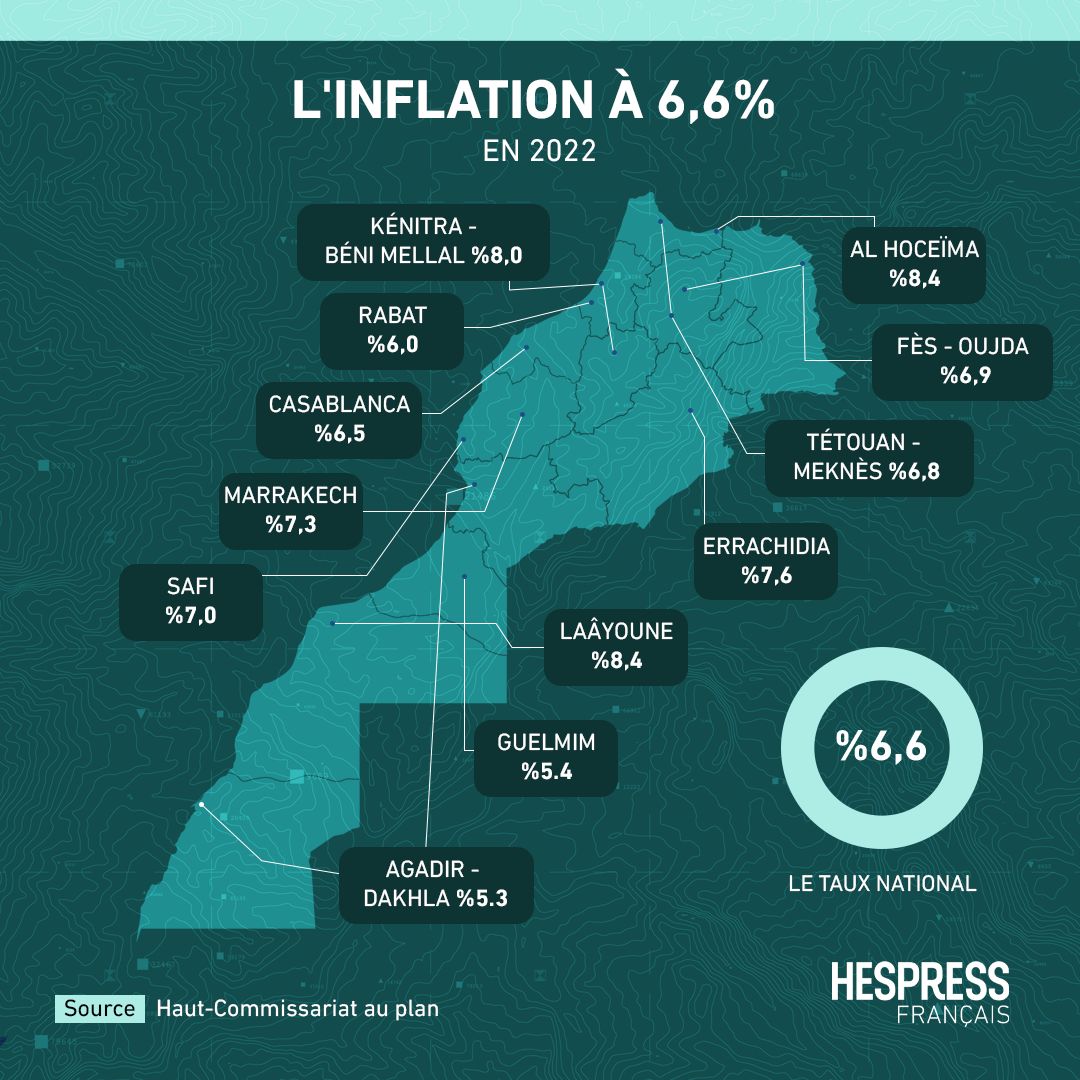 L'INFLATION À 6,6%
EN 2022
KÉNITRA -
BÉNI MELLAL %8,0
AL HOCEÏMA
%8,4
RABAT
%6,0
FÈS - OUJDA
%6,9
CASABLANCA
%6,5
TÉTOUAN -
MEKNÈS %6,8
MARRAKECH
%7,3
ERRACHIDIA
%7,6
SAFI
%7,0
LAÂYOUNE
%8,4
GUELMIM
%5.4
%6,6
AGADIR -
DAKHLA %5.3
LE TAUX NATIONAL
HESPRESS
FRANÇAIS
Source Haut-Commissariat au plan